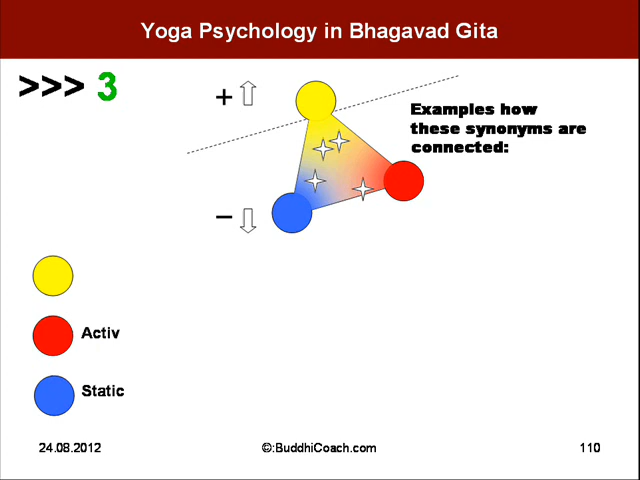 Yoga Psychology in Bhagavad Gita
>>> 3
+
Examples how
these synonyms are
connected:
–
Activ
Static
24.08.2012 ©:BuddhiCoach.com 110